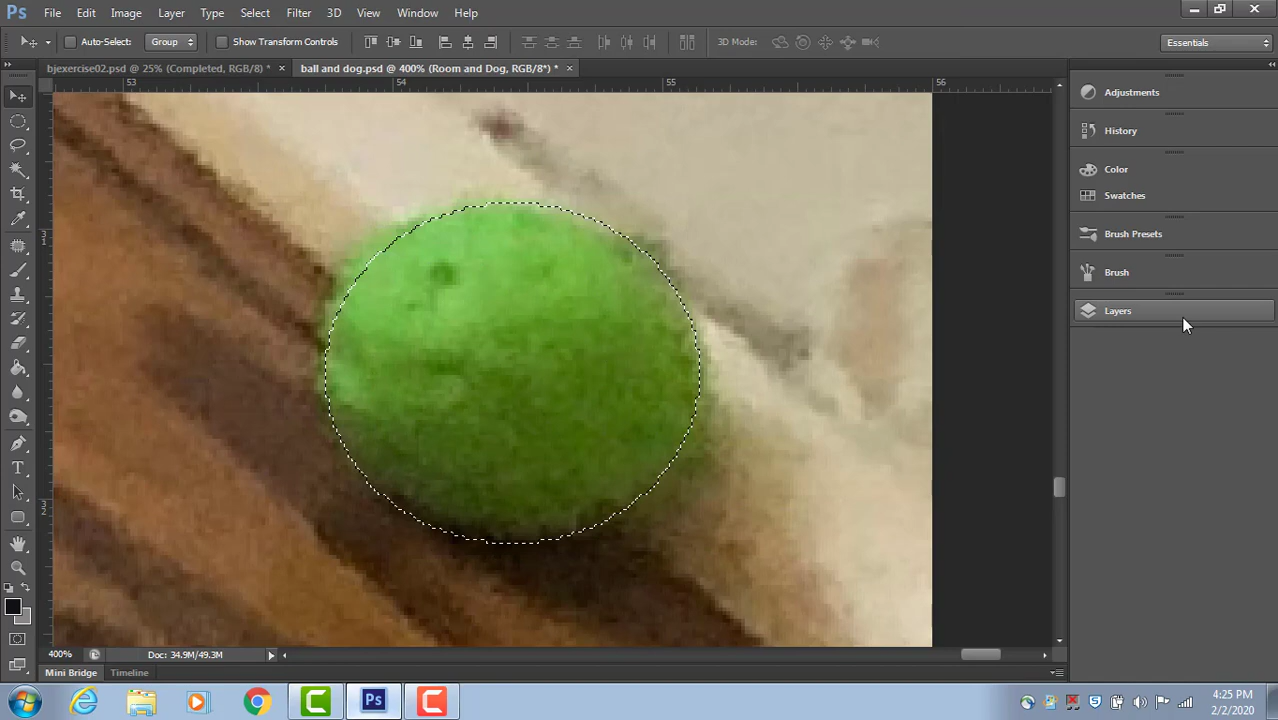 Ps File Edit Image Layer Type Select Filter 3D View Window Help
Auto-Select: Group Show Transform Controls 3D Mode: Essentials
bjexercise02.psd @ 25% (Completed, RGB/8) * × ball and dog.psd @ 400% (Room and Dog, RGB/8*) * ×
53 54 55 56
Adjustments
History
Color
Swatches
31
Brush Presets
Brush
Layers
32
T
400% Doc: 34.9M/49.3M
Mini Bridge Timeline
Ps
4:25 PM
2/2/2020